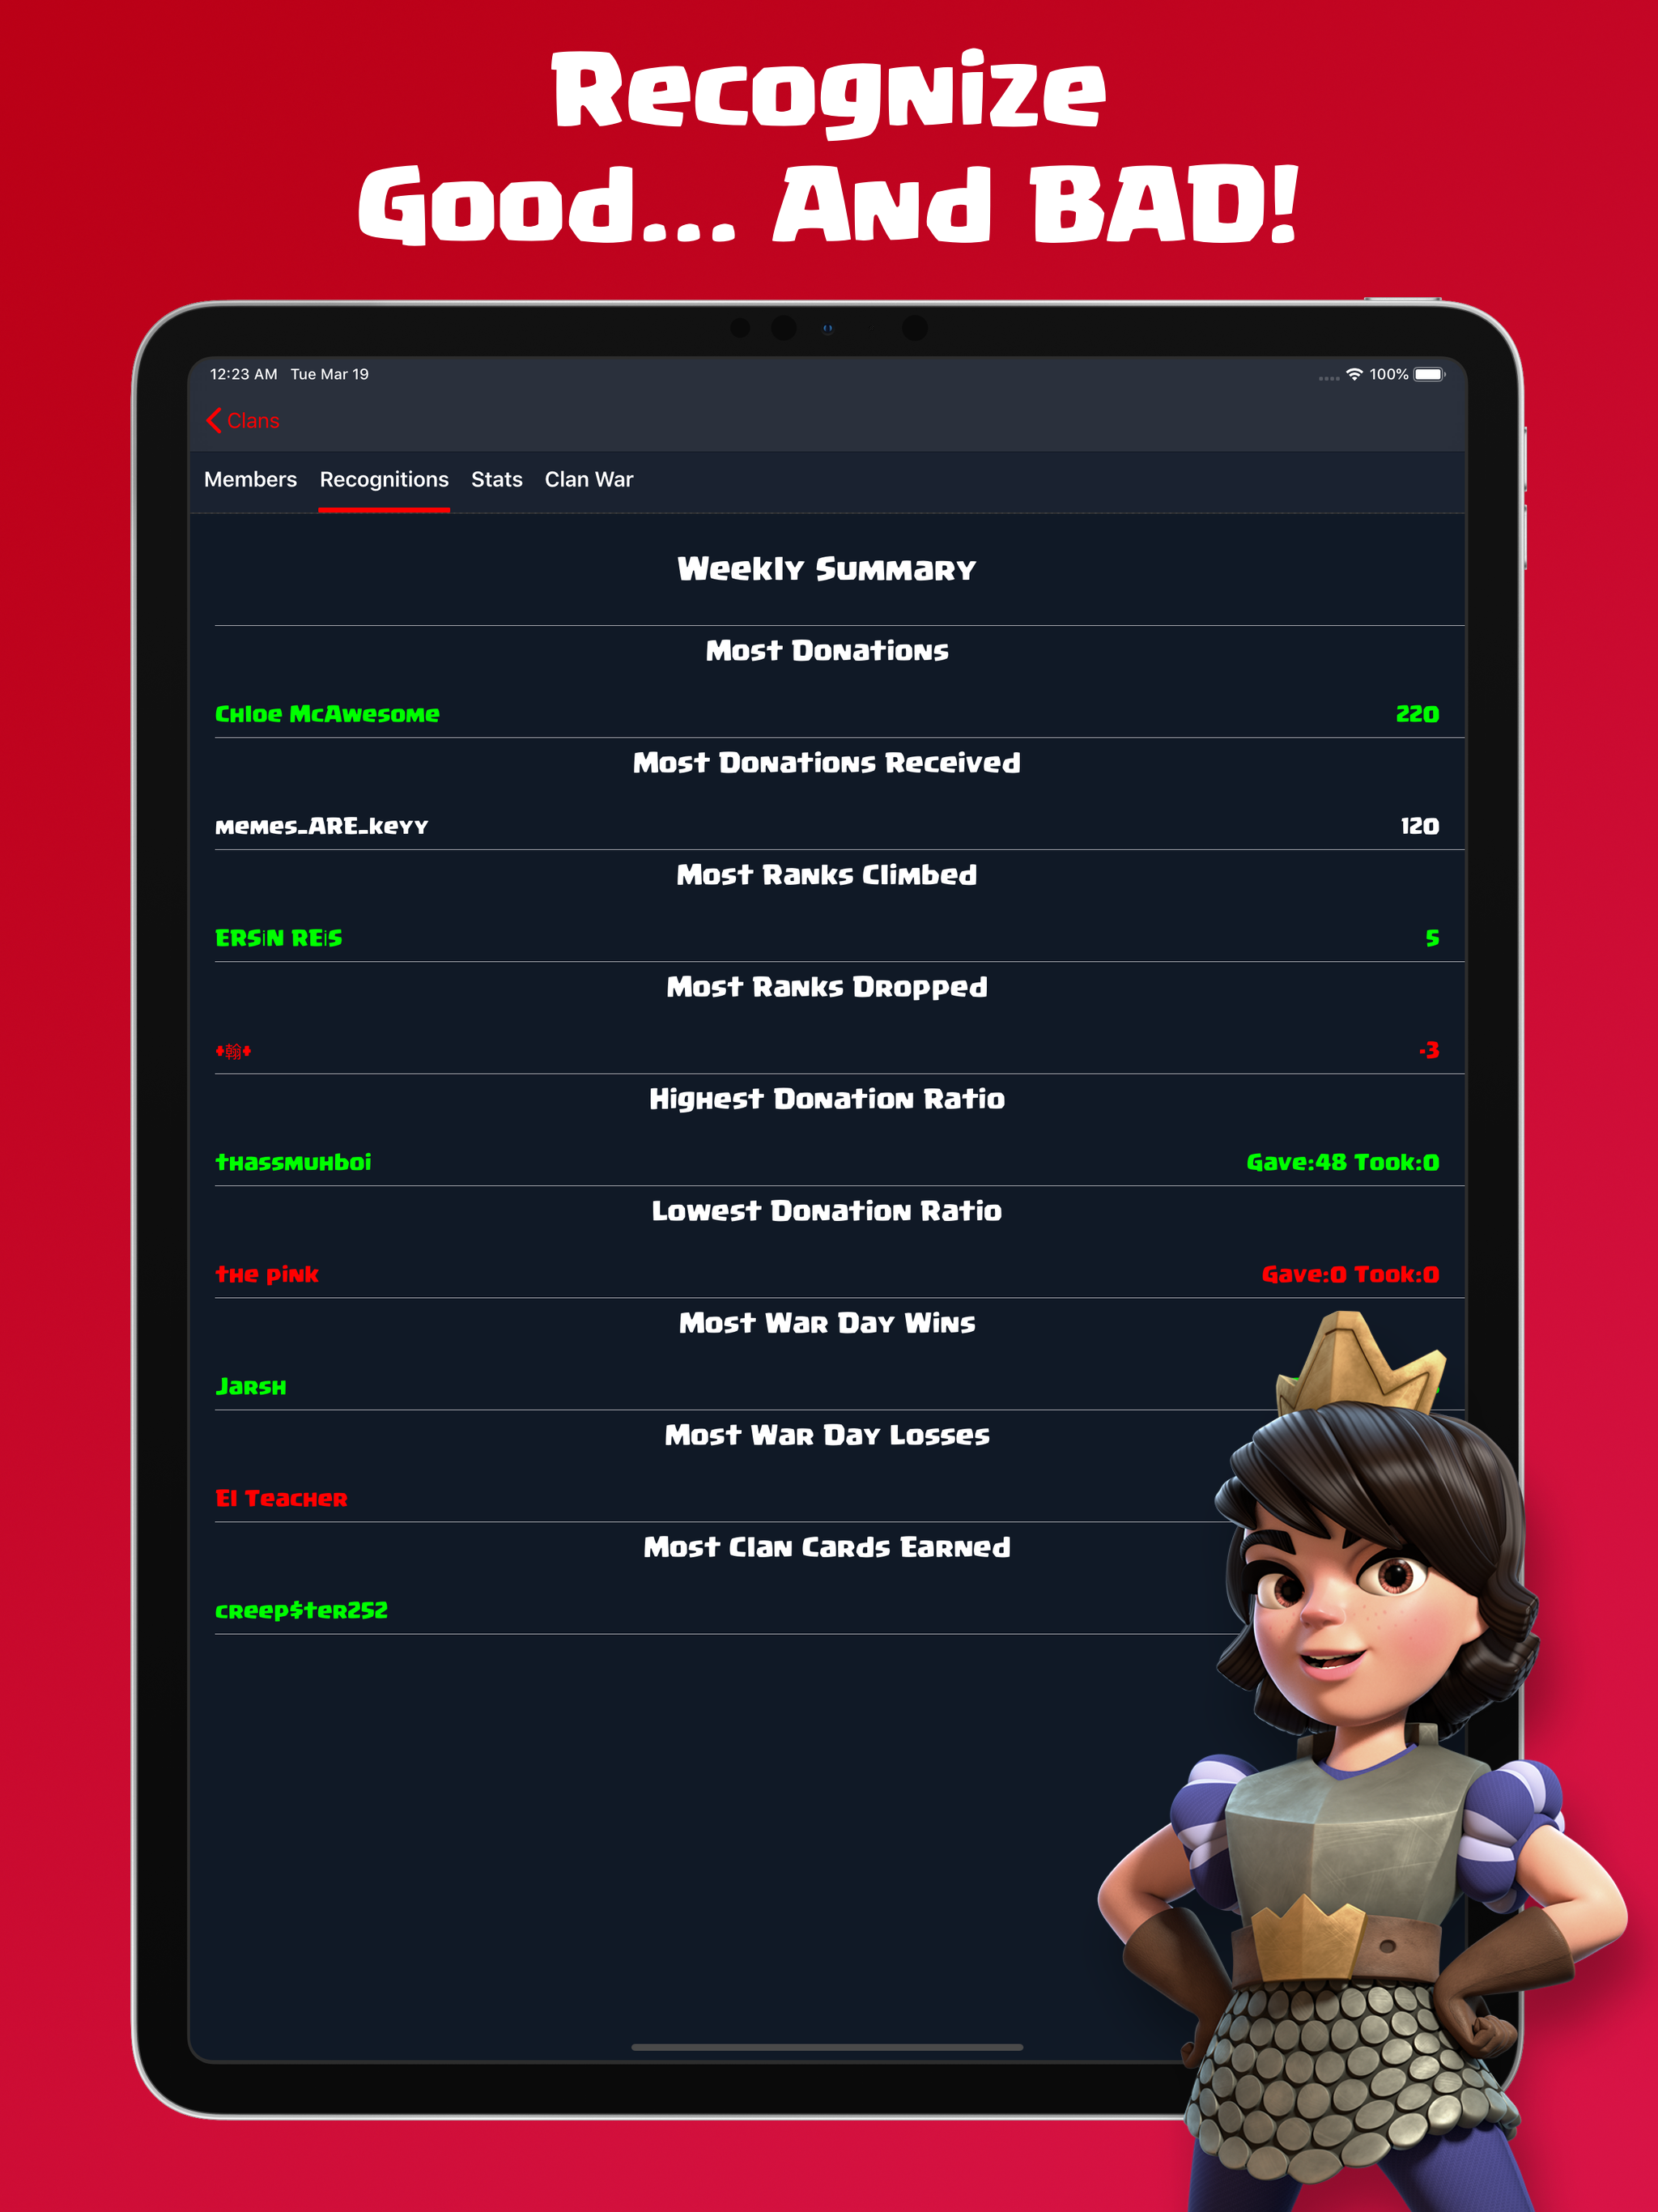 Recognize
Good... And BAD!
12:23 AM Tue Mar 19
100%
Clans
Members Recognitions Stats Clan War
Weekly Summary
Most Donations
Chloe McAwesome 220
Most Donations Received
memes_ARE_keyy 120
Most Ranks Climbed
ERSiN REiS 5
Most Ranks Dropped
♦翰♦ -3
Highest Donation Ratio
thassmuhboi Gave:48 Took:0
Lowest Donation Ratio
the pink Gave:0 Took:0
Most War Day Wins
Jarsh
Most War Day Losses
El Teacher
Most Clan Cards Earned
creep$ter252